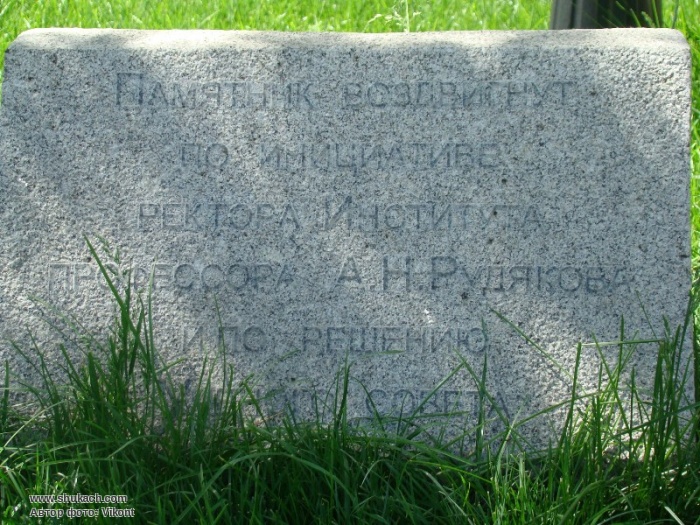 Памятник воздвигнут
по инициативе
ректора Института
профессора А.Н.Рудякова
и по решению
совета
www.shukach.com
Автор фото: Vikont